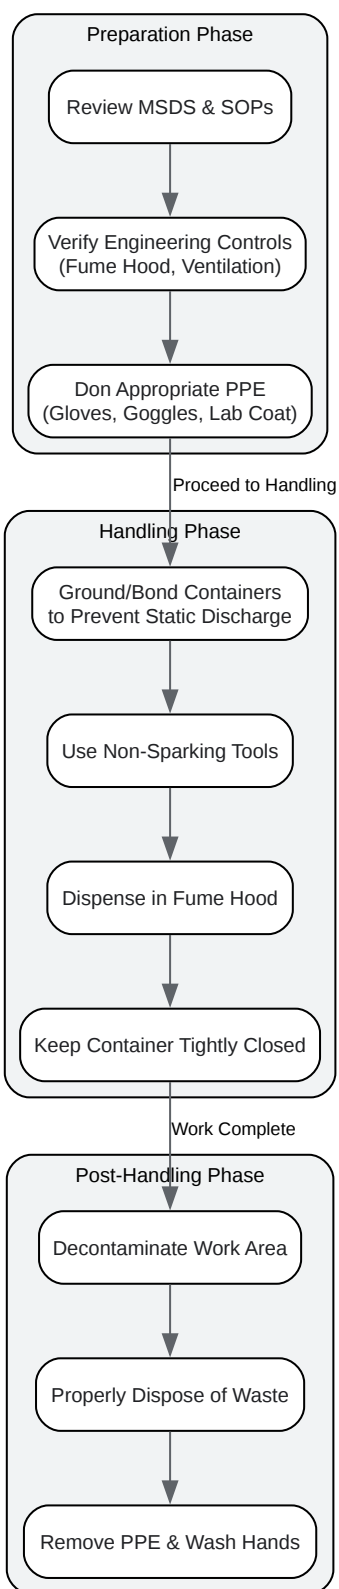 Preparation Phase
Review MSDS & SOPs
Verify Engineering Controls
(Fume Hood, Ventilation)
Don Appropriate PPE
(Gloves, Goggles, Lab Coat)
Proceed to Handling
Handling Phase
Ground/Bond Containers
to Prevent Static Discharge
Use Non-Sparking Tools
Dispense in Fume Hood
Keep Container Tightly Closed
Work Complete
Post-Handling Phase
Decontaminate Work Area
Properly Dispose of Waste
Remove PPE & Wash Hands